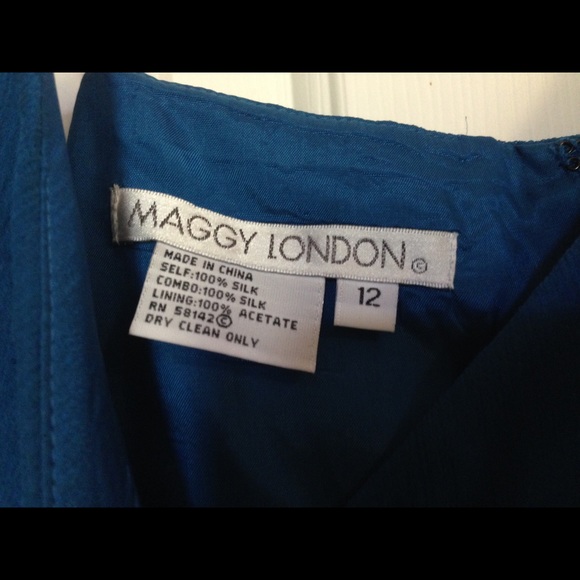 MAGGY LONDON ©
MADE IN CHINA
SELF:100% SILK
COMBO:100% SILK
LINING:100% ACETATE
RN 58142©
DRY CLEAN ONLY
12